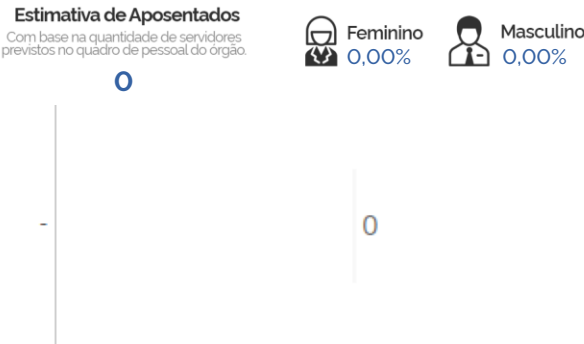 Estimativa de Aposentados
Com base na quantidade de servidores
previstos no quadro de pessoal do órgão.
0
Feminino
0,00%
Masculino
0,00%
-
0